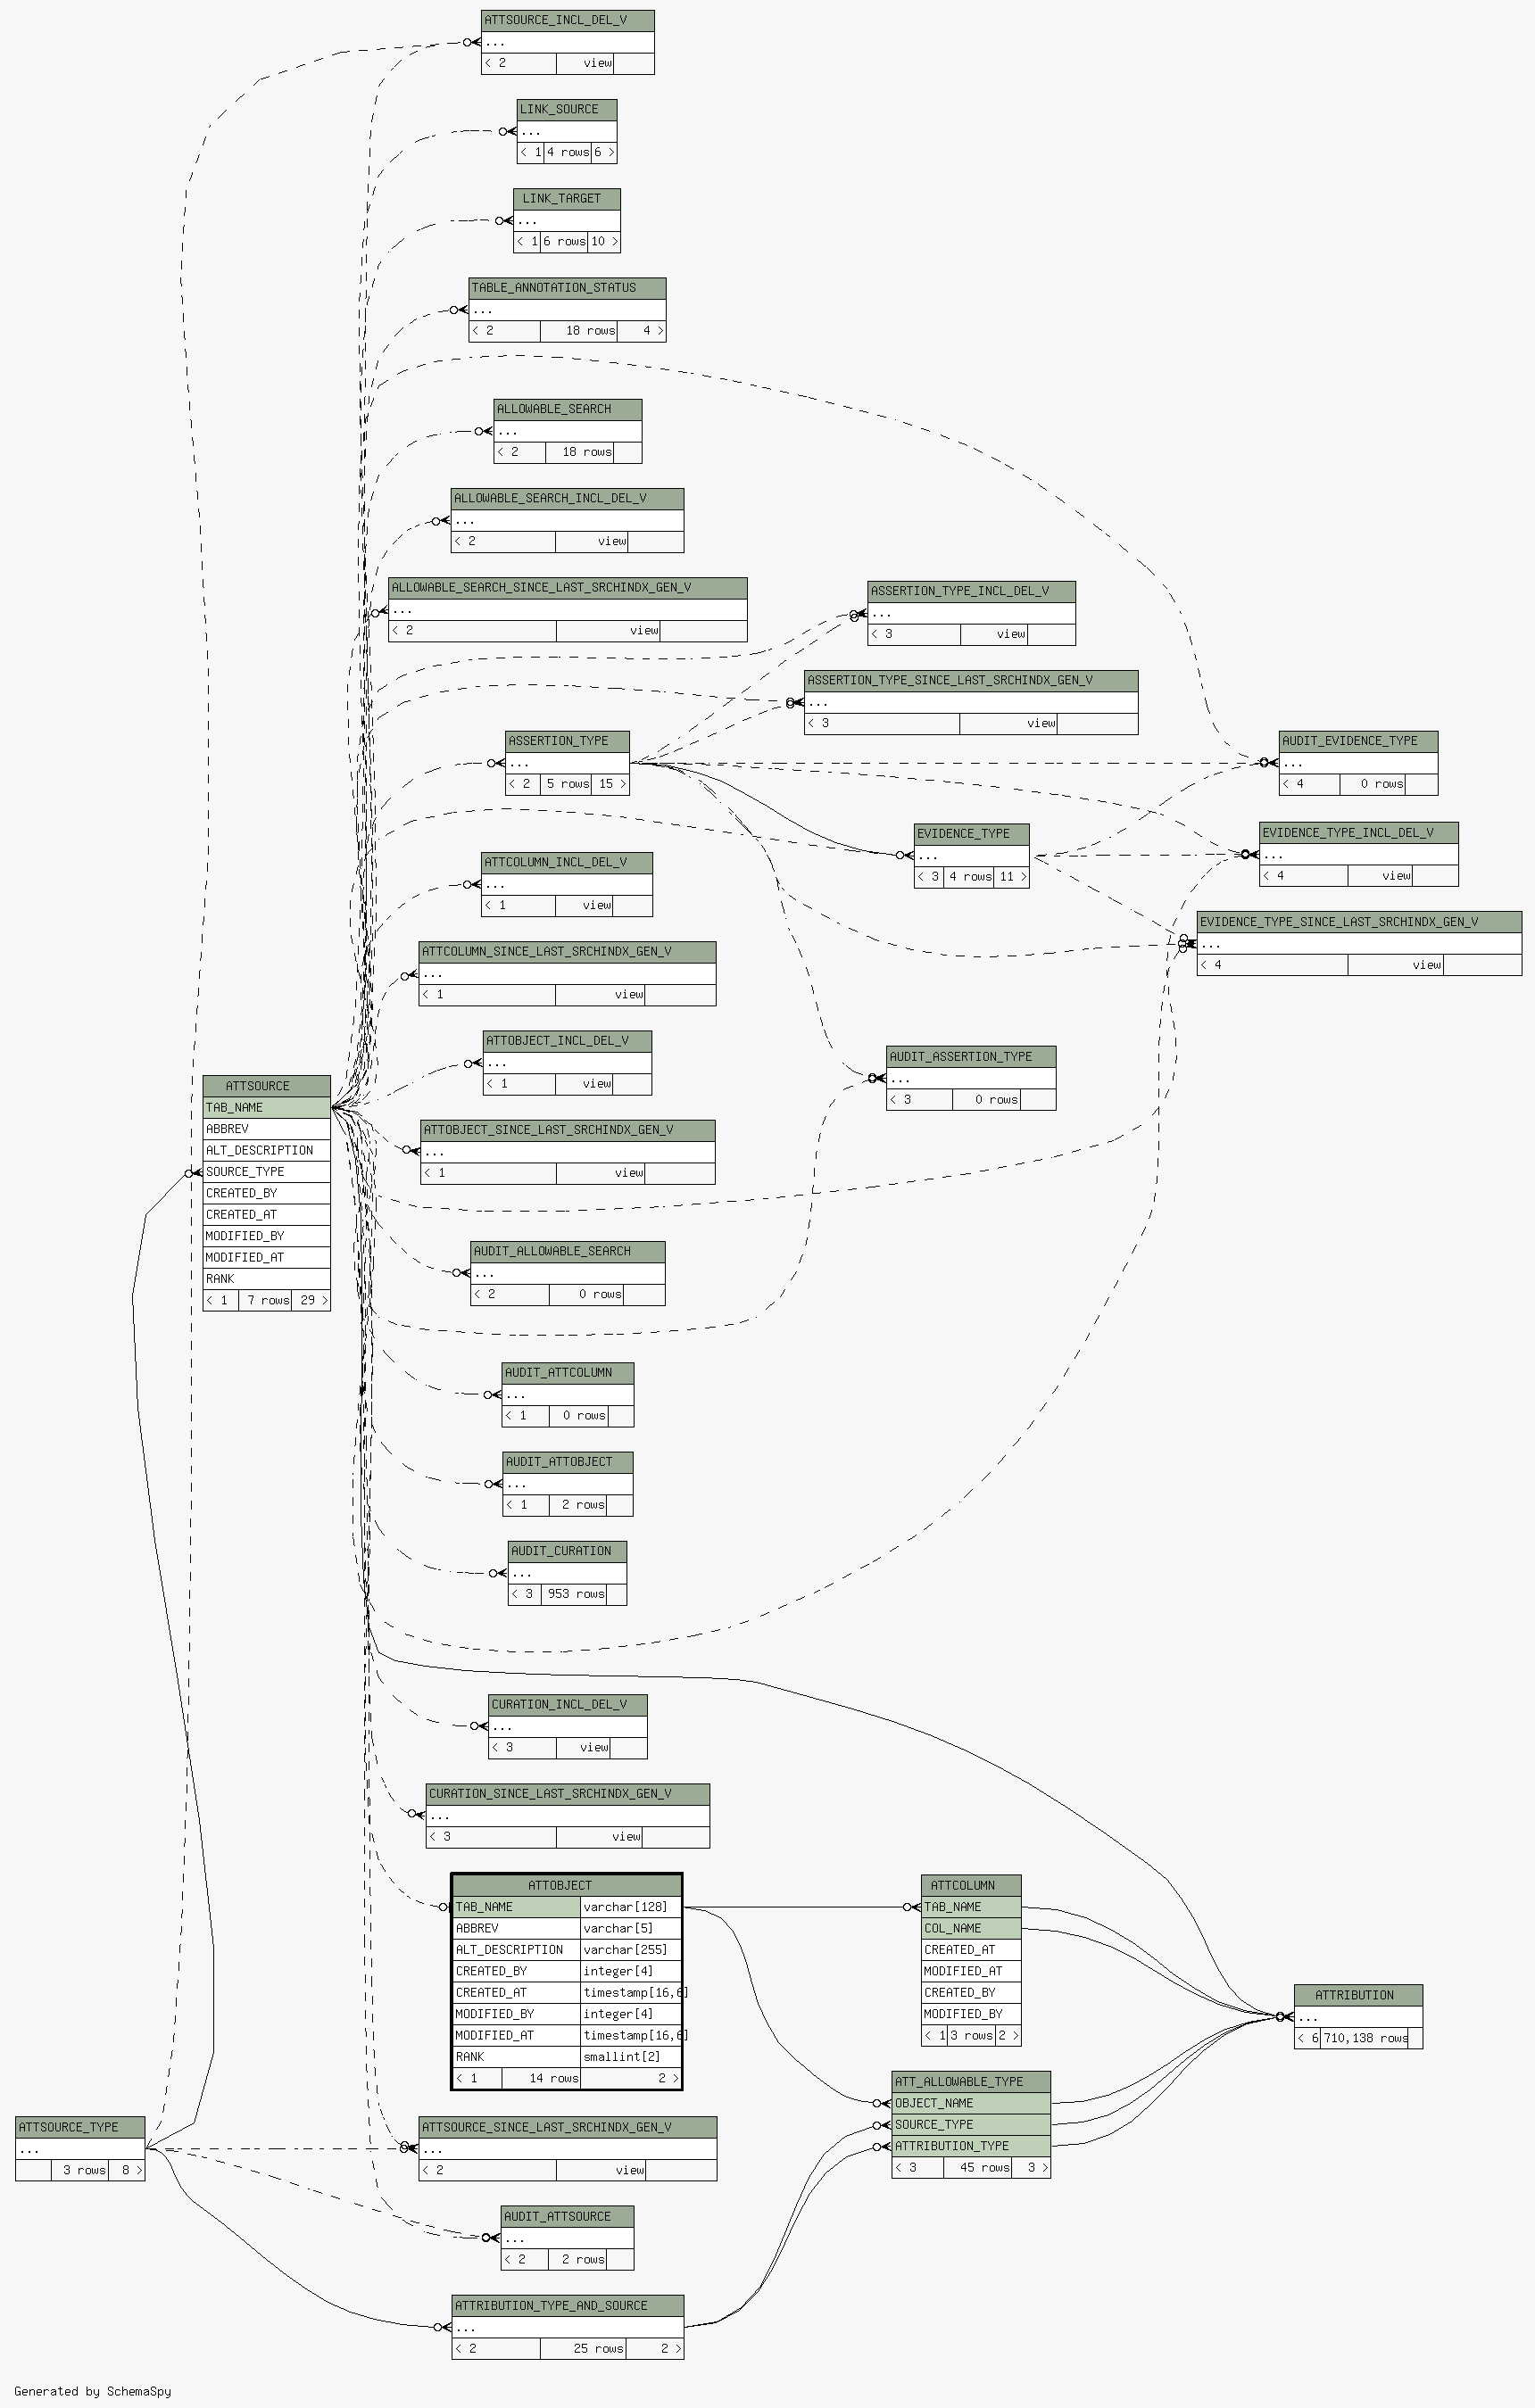 ATTSOURCE_INCL_DEL_V
...
< 2 view
LINK_SOURCE
...
< 1 4 rows 6 >
LINK_TARGET
...
< 1 6 rows 10 >
TABLE_ANNOTATION_STATUS
...
< 2 18 rows 4 >
ALLOWABLE_SEARCH
...
< 2 18 rows
ALLOWABLE_SEARCH_INCL_DEL_V
...
< 2 view
ALLOWABLE_SEARCH_SINCE_LAST_SRCHINDX_GEN_V
...
< 2 view
ASSERTION_TYPE_INCL_DEL_V
...
< 3 view
ASSERTION_TYPE_SINCE_LAST_SRCHINDX_GEN_V
...
< 3 view
ASSERTION_TYPE
...
< 2 5 rows 15 >
AUDIT_EVIDENCE_TYPE
...
< 4 0 rows
EVIDENCE_TYPE
...
< 3 4 rows 11 >
EVIDENCE_TYPE_INCL_DEL_V
...
< 4 view
ATTCOLUMN_INCL_DEL_V
...
< 1 view
EVIDENCE_TYPE_SINCE_LAST_SRCHINDX_GEN_V
...
< 4 view
ATTCOLUMN_SINCE_LAST_SRCHINDX_GEN_V
...
< 1 view
ATTOBJECT_INCL_DEL_V
...
< 1 view
AUDIT_ASSERTION_TYPE
...
< 3 0 rows
ATTSOURCE
TAB_NAME
ABBREV
ALT_DESCRIPTION
SOURCE_TYPE
CREATED_BY
CREATED_AT
MODIFIED_BY
MODIFIED_AT
RANK
< 1 7 rows 29 >
ATTOBJECT_SINCE_LAST_SRCHINDX_GEN_V
...
< 1 view
AUDIT_ALLOWABLE_SEARCH
...
< 2 0 rows
AUDIT_ATTCOLUMN
...
< 1 0 rows
AUDIT_ATTOBJECT
...
< 1 2 rows
AUDIT_CURATION
...
< 3 953 rows
CURATION_INCL_DEL_V
...
< 3 view
CURATION_SINCE_LAST_SRCHINDX_GEN_V
...
< 3 view
ATTOBJECT
TAB_NAME varchar[128]
ABBREV varchar[5]
ALT_DESCRIPTION varchar[255]
CREATED_BY integer[4]
CREATED_AT timestamp[16,6]
MODIFIED_BY integer[4]
MODIFIED_AT timestamp[16,6]
RANK smallint[2]
< 1 14 rows 2 >
ATTCOLUMN
TAB_NAME
COL_NAME
CREATED_AT
MODIFIED_AT
CREATED_BY
MODIFIED_BY
< 1 3 rows 2 >
ATTRIBUTION
...
< 6 710,138 rows
ATT_ALLOWABLE_TYPE
OBJECT_NAME
SOURCE_TYPE
ATTRIBUTION_TYPE
< 3 45 rows 3 >
ATTSOURCE_TYPE
...
3 rows 8 >
ATTSOURCE_SINCE_LAST_SRCHINDX_GEN_V
...
< 2 view
AUDIT_ATTSOURCE
...
< 2 2 rows
ATTRIBUTION_TYPE_AND_SOURCE
...
< 2 25 rows 2 >
Generated by SchemaSpy